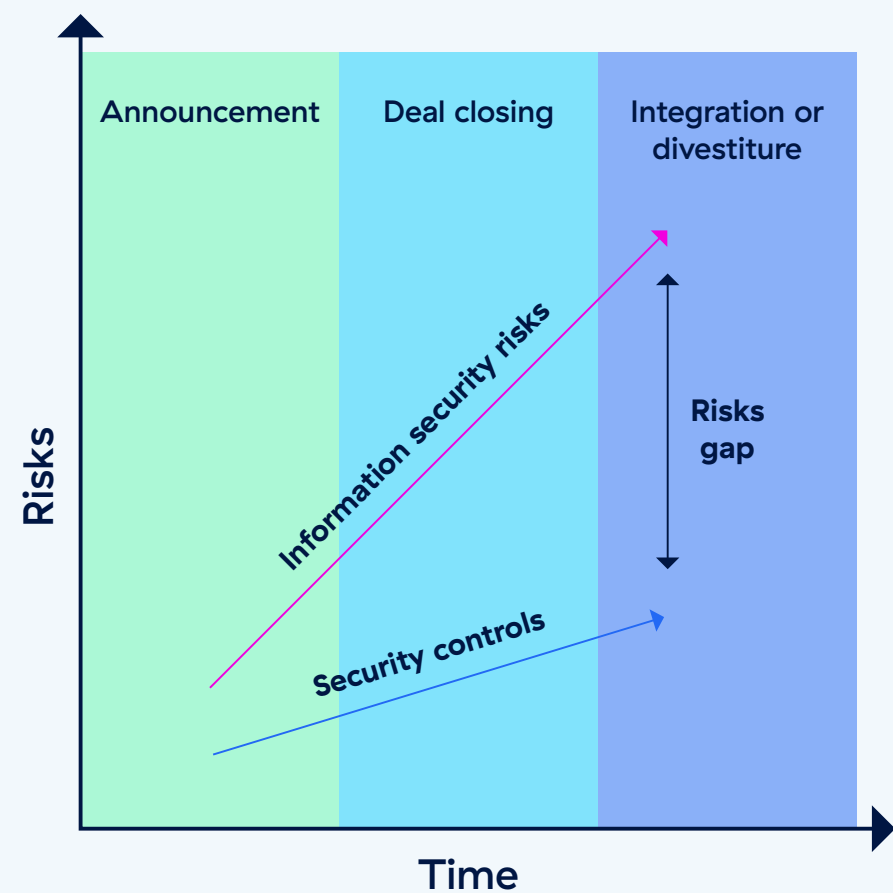 Announcement
Deal closing
Integration or
divestiture
Information security risks
Risks
gap
Security controls
Risks
Time